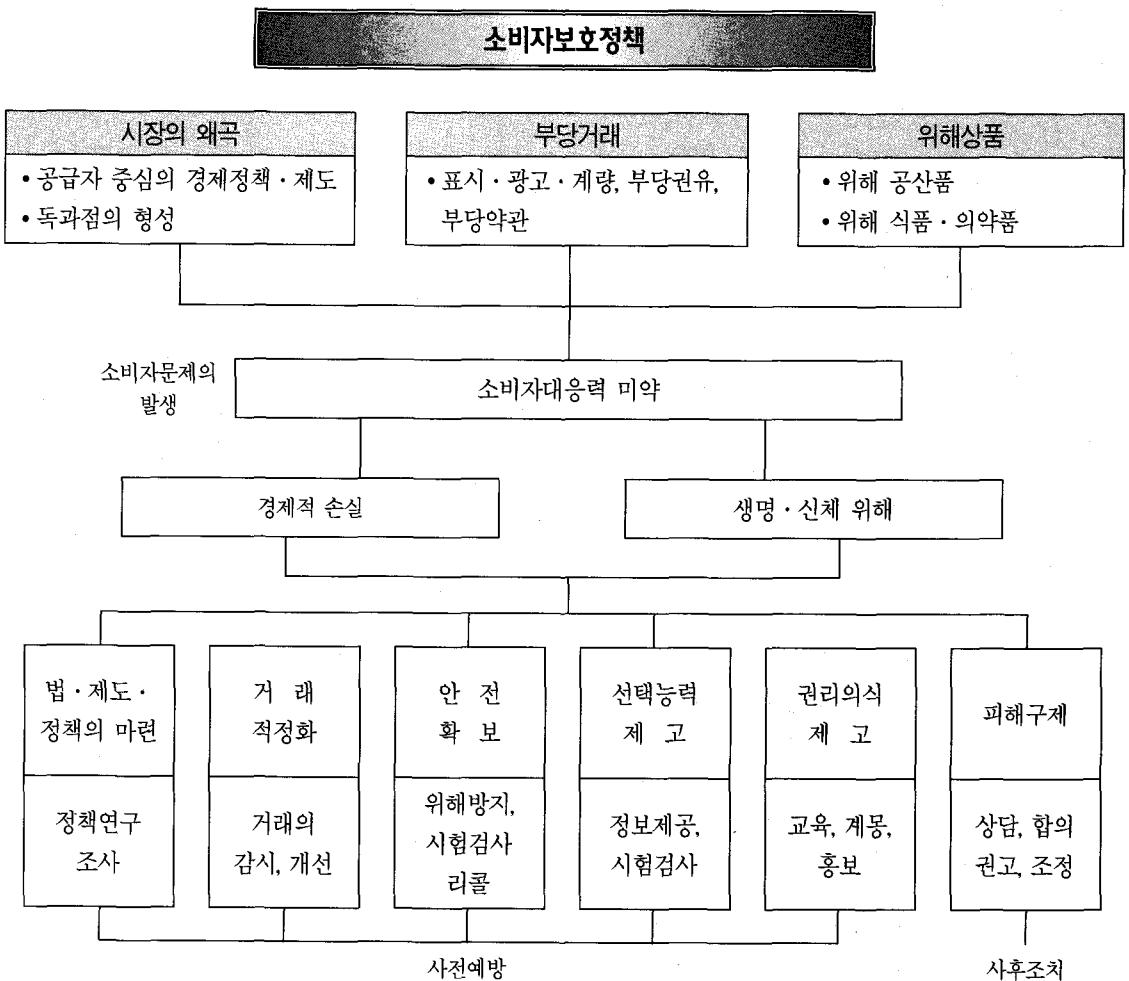 소비자보호정책
시장의 왜곡
• 공급자 중심의 경제정책·제도
• 독과점의 형성
부당거래
• 표시·광고·계량, 부당권유,
부당약관
위해상품
• 위해 공산품
• 위해 식품·의약품
소비자문제의
발생
소비자대응력 미약
경제적 손실
생명·신체 위해
법·제도·
정책의 마련
정책연구
조사
거 래
적정화
거래의
감시, 개선
안 전
확 보
위해방지,
시험검사
리콜
선택능력
제 고
정보제공,
시험검사
권리의식
제 고
교육, 계몽,
홍보
피해구제
상담, 합의
권고, 조정
사전예방
사후조치